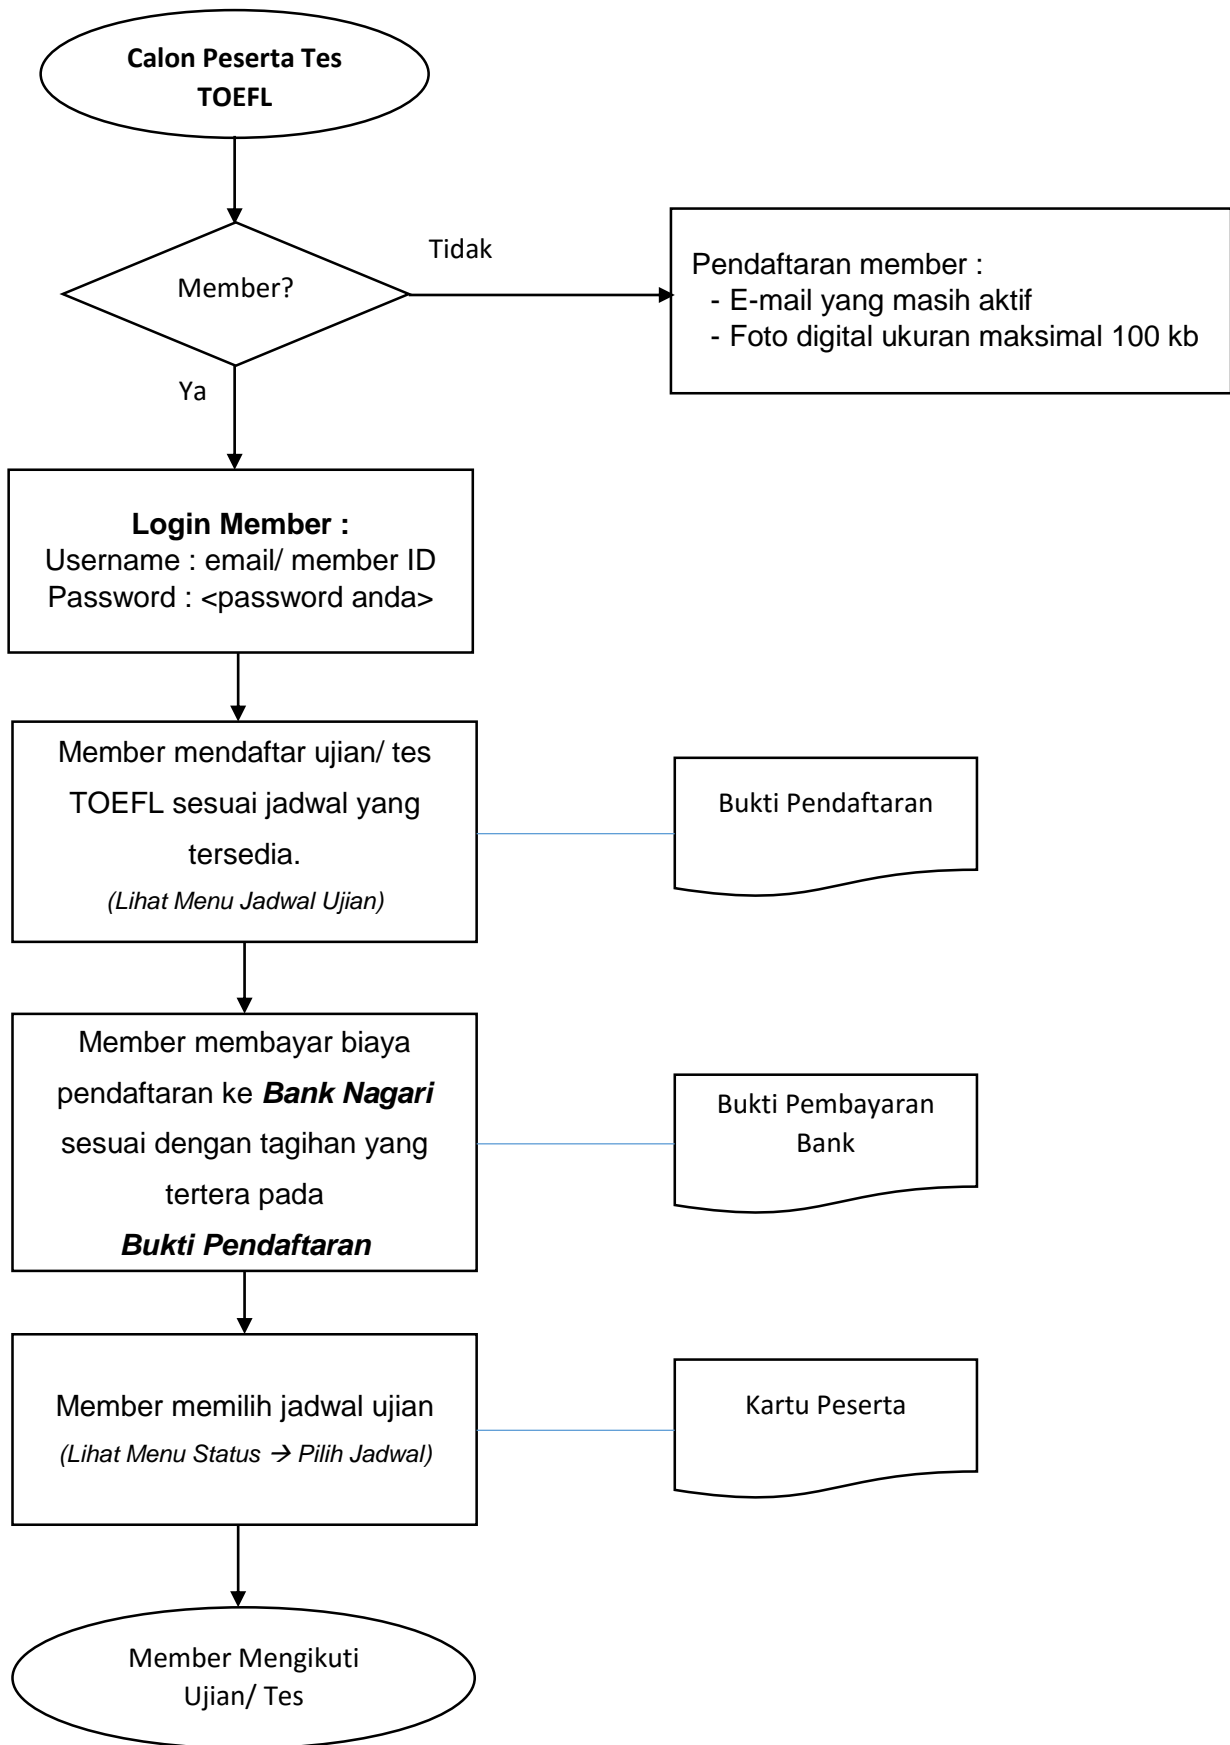 Calon Peserta Tes
TOEFL
Member?
Tidak
Pendaftaran member :
- E-mail yang masih aktif
- Foto digital ukuran maksimal 100 kb
Ya
Login Member :
Username : email/ member ID
Password : <password anda>
Member mendaftar ujian/ tes
TOEFL sesuai jadwal yang
tersedia.
(Lihat Menu Jadwal Ujian)
Bukti Pendaftaran
Member membayar biaya
pendaftaran ke Bank Nagari
sesuai dengan tagihan yang
tertera pada
Bukti Pendaftaran
Bukti Pembayaran
Bank
Member memilih jadwal ujian
(Lihat Menu Status → Pilih Jadwal)
Kartu Peserta
Member Mengikuti
Ujian/ Tes